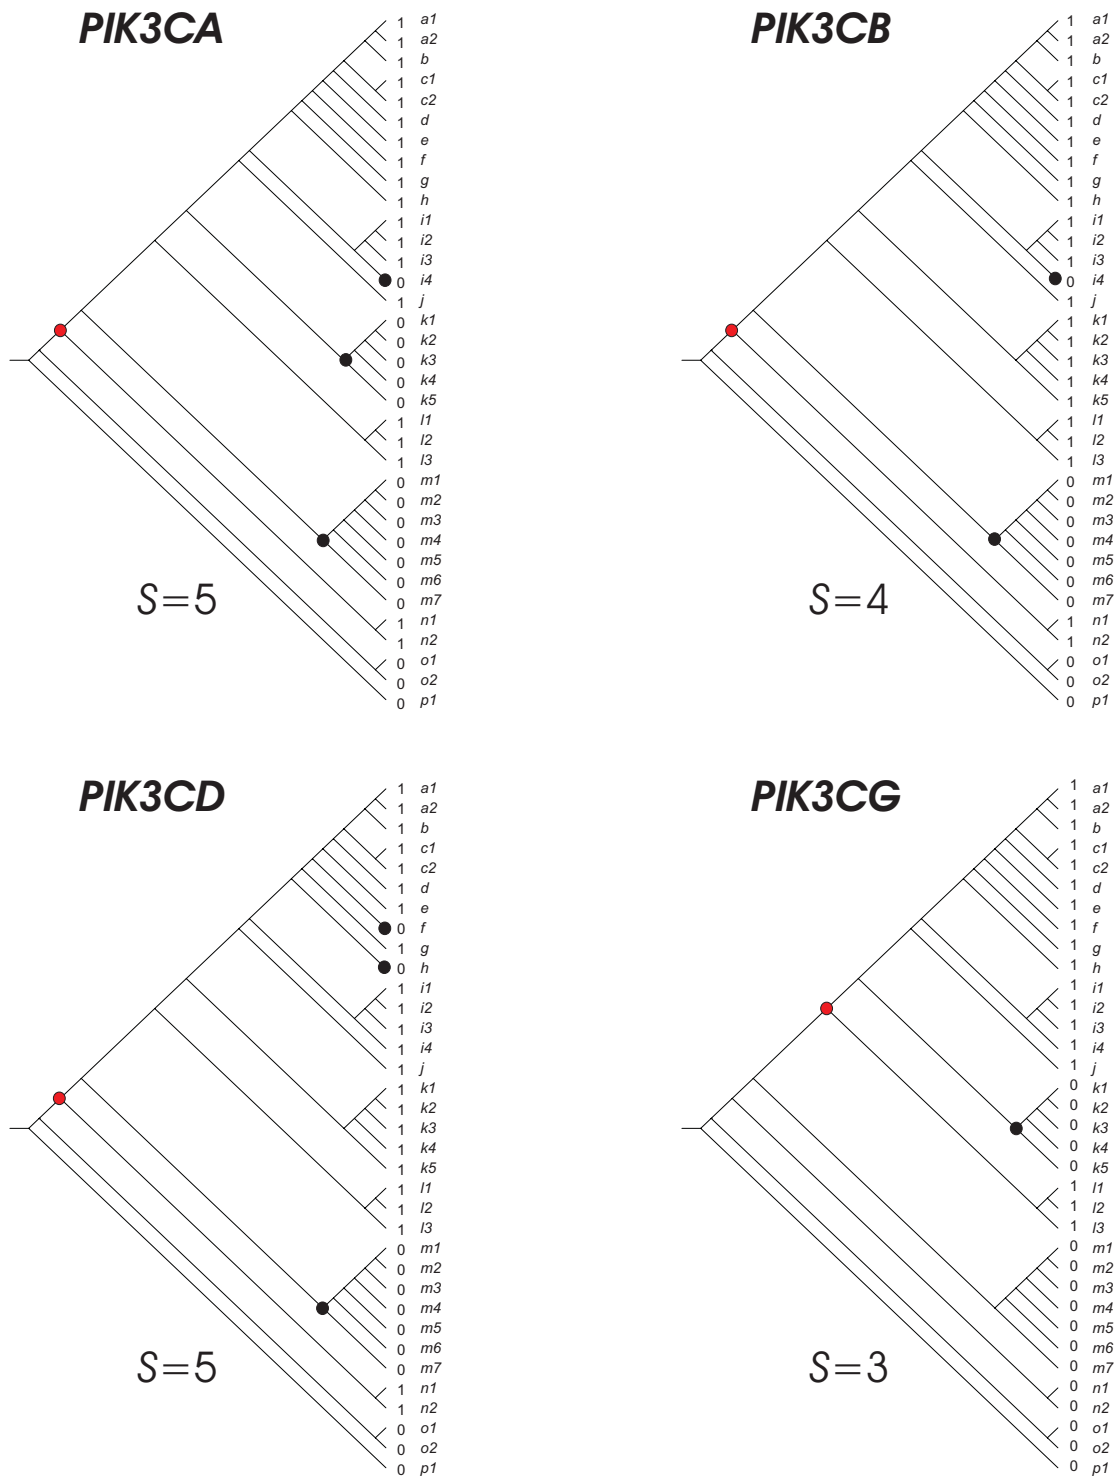 PIK3CA
1 a1
1 a2
1 b
1 c1
1 c2
1 d
1 e
1 f
1 g
1 h
1 i1
1 i2
1 i3
0 i4
1 j
0 k1
0 k2
0 k3
0 k4
0 k5
1 l1
1 l2
1 l3
0 m1
0 m2
0 m3
0 m4
0 m5
0 m6
0 m7
1 n1
1 n2
0 o1
0 o2
0 p1
S=5
PIK3CB
1 a1
1 a2
1 b
1 c1
1 c2
1 d
1 e
1 f
1 g
1 h
1 i1
1 i2
1 i3
0 i4
1 j
1 k1
1 k2
1 k3
1 k4
1 k5
1 l1
1 l2
1 l3
0 m1
0 m2
0 m3
0 m4
0 m5
0 m6
0 m7
1 n1
1 n2
0 o1
0 o2
0 p1
S=4
PIK3CD
1 a1
1 a2
1 b
1 c1
1 c2
1 d
1 e
0 f
1 g
0 h
1 i1
1 i2
1 i3
1 i4
1 j
1 k1
1 k2
1 k3
1 k4
1 k5
1 l1
1 l2
1 l3
0 m1
0 m2
0 m3
0 m4
0 m5
0 m6
0 m7
1 n1
1 n2
0 o1
0 o2
0 p1
S=5
PIK3CG
1 a1
1 a2
1 b
1 c1
1 c2
1 d
1 e
1 f
1 g
1 h
1 i1
1 i2
1 i3
1 i4
1 j
0 k1
0 k2
0 k3
0 k4
0 k5
1 l1
1 l2
1 l3
0 m1
0 m2
0 m3
0 m4
0 m5
0 m6
0 m7
0 n1
0 n2
0 o1
0 o2
0 p1
S=3